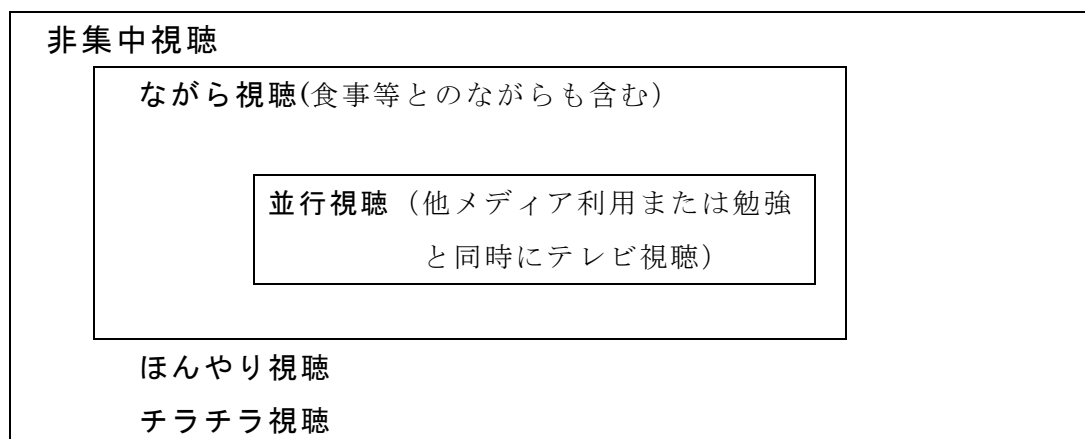 非集中視聴
ながら視聴(食事等とのながらも含む）
並行視聴（他メディア利用または勉強
と同時にテレビ視聴）
ほんやり視聴
チラチラ視聴